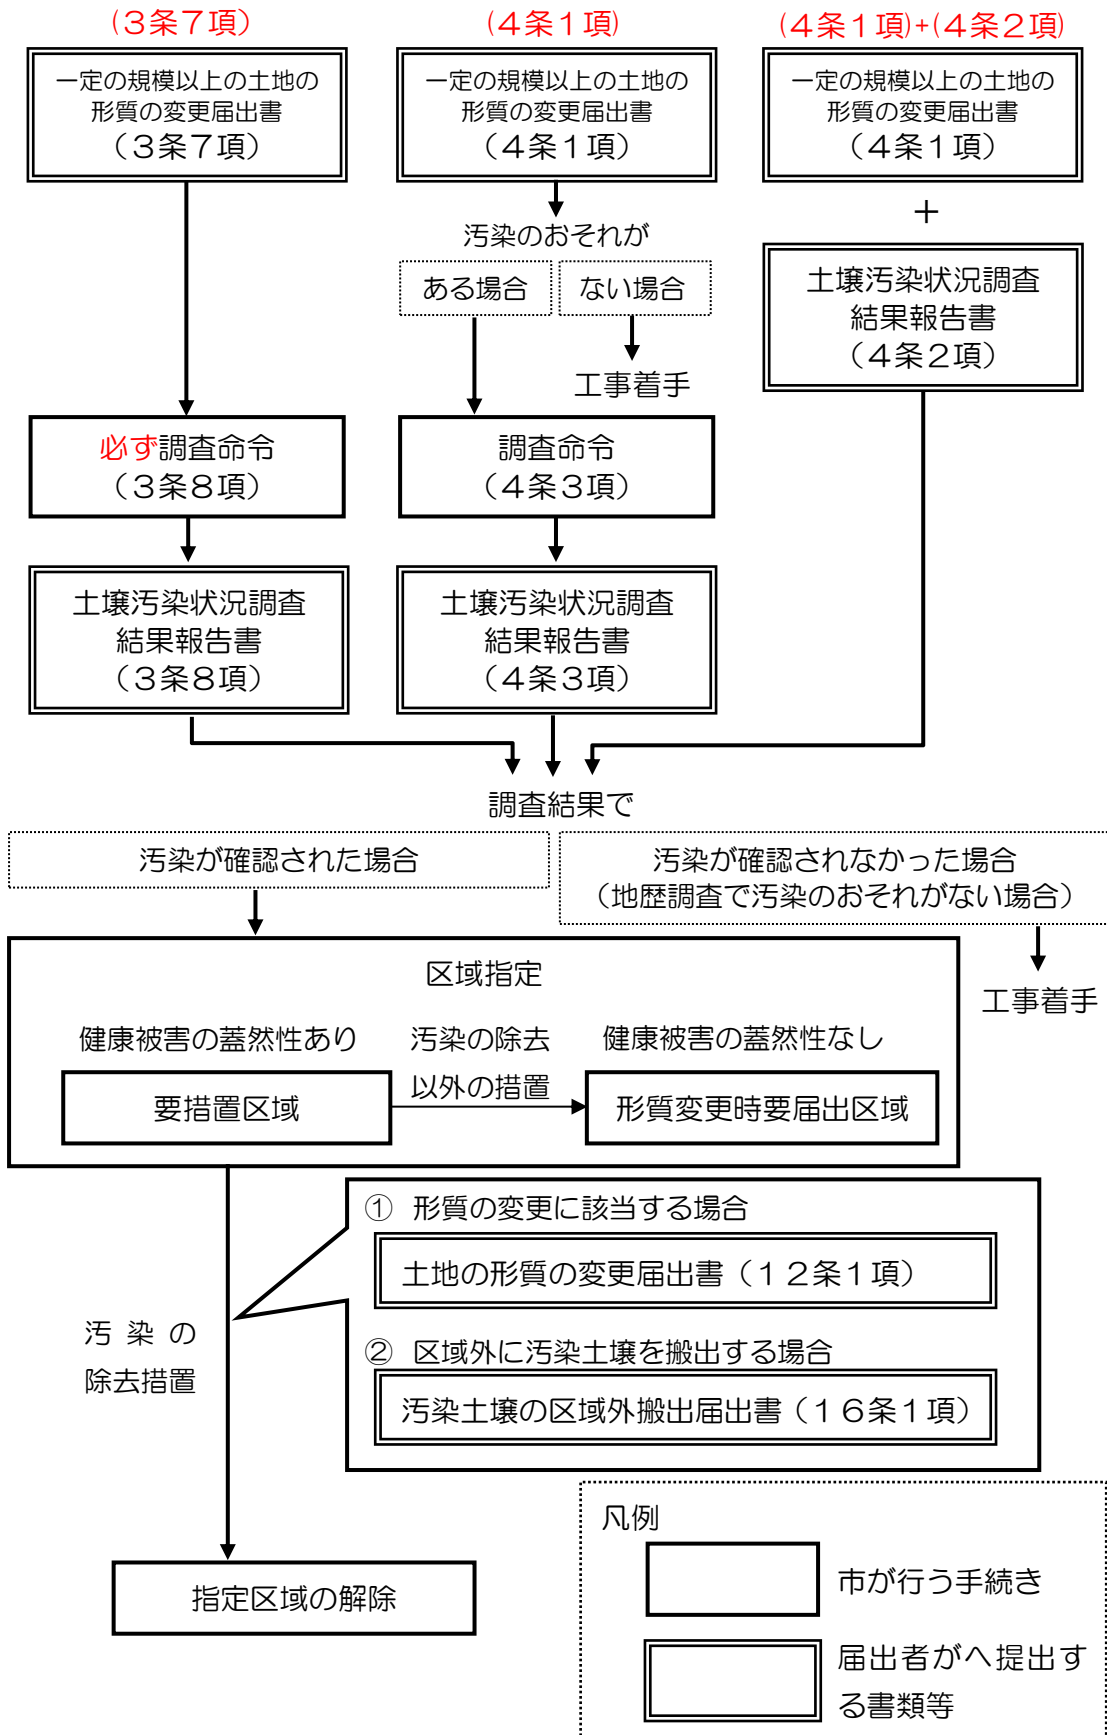 (３条７項)
(４条１項)
(４条１項)+(４条２項)
一定の規模以上の土地の
形質の変更届出書
（３条７項）
一定の規模以上の土地の
形質の変更届出書
（４条１項）
一定の規模以上の土地の
形質の変更届出書
（４条１項）
＋
汚染のおそれが
ある場合
ない場合
工事着手
土壌汚染状況調査
結果報告書
（４条２項）
必ず調査命令
（３条８項）
調査命令
（４条３項）
土壌汚染状況調査
結果報告書
（３条８項）
土壌汚染状況調査
結果報告書
（４条３項）
調査結果で
汚染が確認された場合
汚染が確認されなかった場合
（地歴調査で汚染のおそれがない場合）
工事着手
区域指定
健康被害の蓋然性あり
汚染の除去
以外の措置
健康被害の蓋然性なし
要措置区域
形質変更時要届出区域
① 形質の変更に該当する場合
土地の形質の変更届出書（１２条１項）
② 区域外に汚染土壌を搬出する場合
汚染土壌の区域外搬出届出書（１６条１項）
汚 染 の
除去措置
指定区域の解除
凡例
市が行う手続き
届出者がへ提出す
る書類等